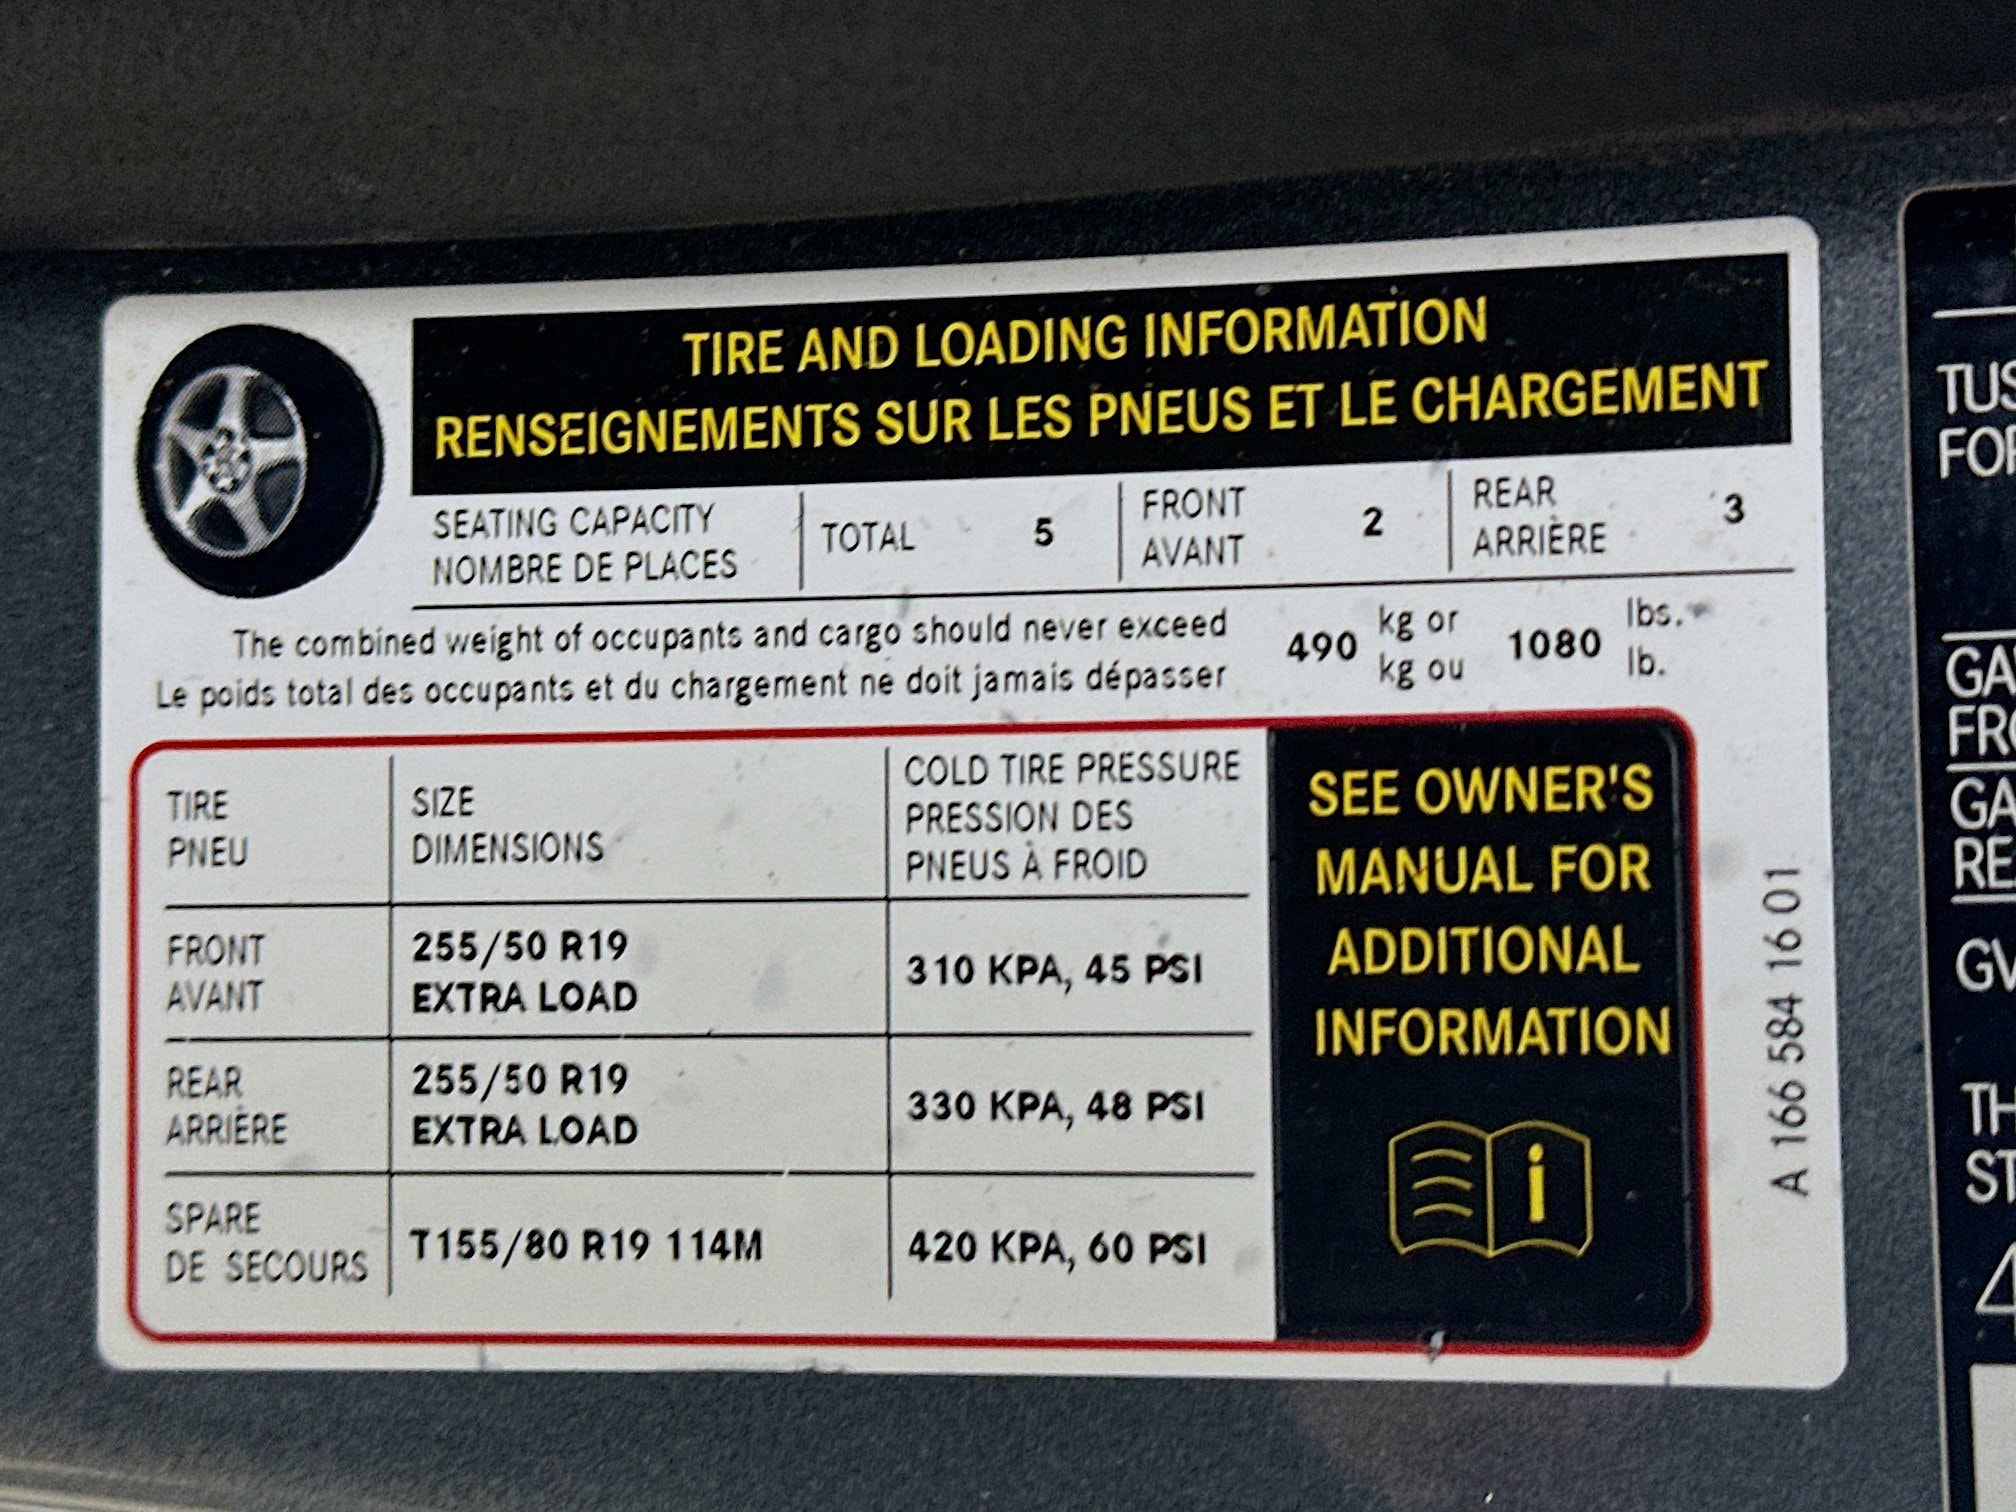 TIRE AND LOADING INFORMATION
RENSEIGNEMENTS SUR LES PNEUS ET LE CHARGEMENT
SEATING CAPACITY
NOMBRE DE PLACES
TOTAL 5
FRONT
AVANT
2
REAR
ARRIÈRE
3
The combined weight of occupants and cargo should never exceed
Le poids total des occupants et du chargement ne doit jamais dépasser
490
kg or
kg ou
1080
lbs.
lb.
TIRE
PNEU
SIZE
DIMENSIONS
COLD TIRE PRESSURE
PRESSION DES
PNEUS À FROID
FRONT
AVANT
255/50 R19
EXTRA LOAD
310 KPA, 45 PSI
REAR
ARRIÈRE
255/50 R19
EXTRA LOAD
330 KPA, 48 PSI
SPARE
DE SECOURS
T155/80 R19 114M
420 KPA, 60 PSI
SEE OWNER'S
MANUAL FOR
ADDITIONAL
INFORMATION
i
A 166 584 16 01